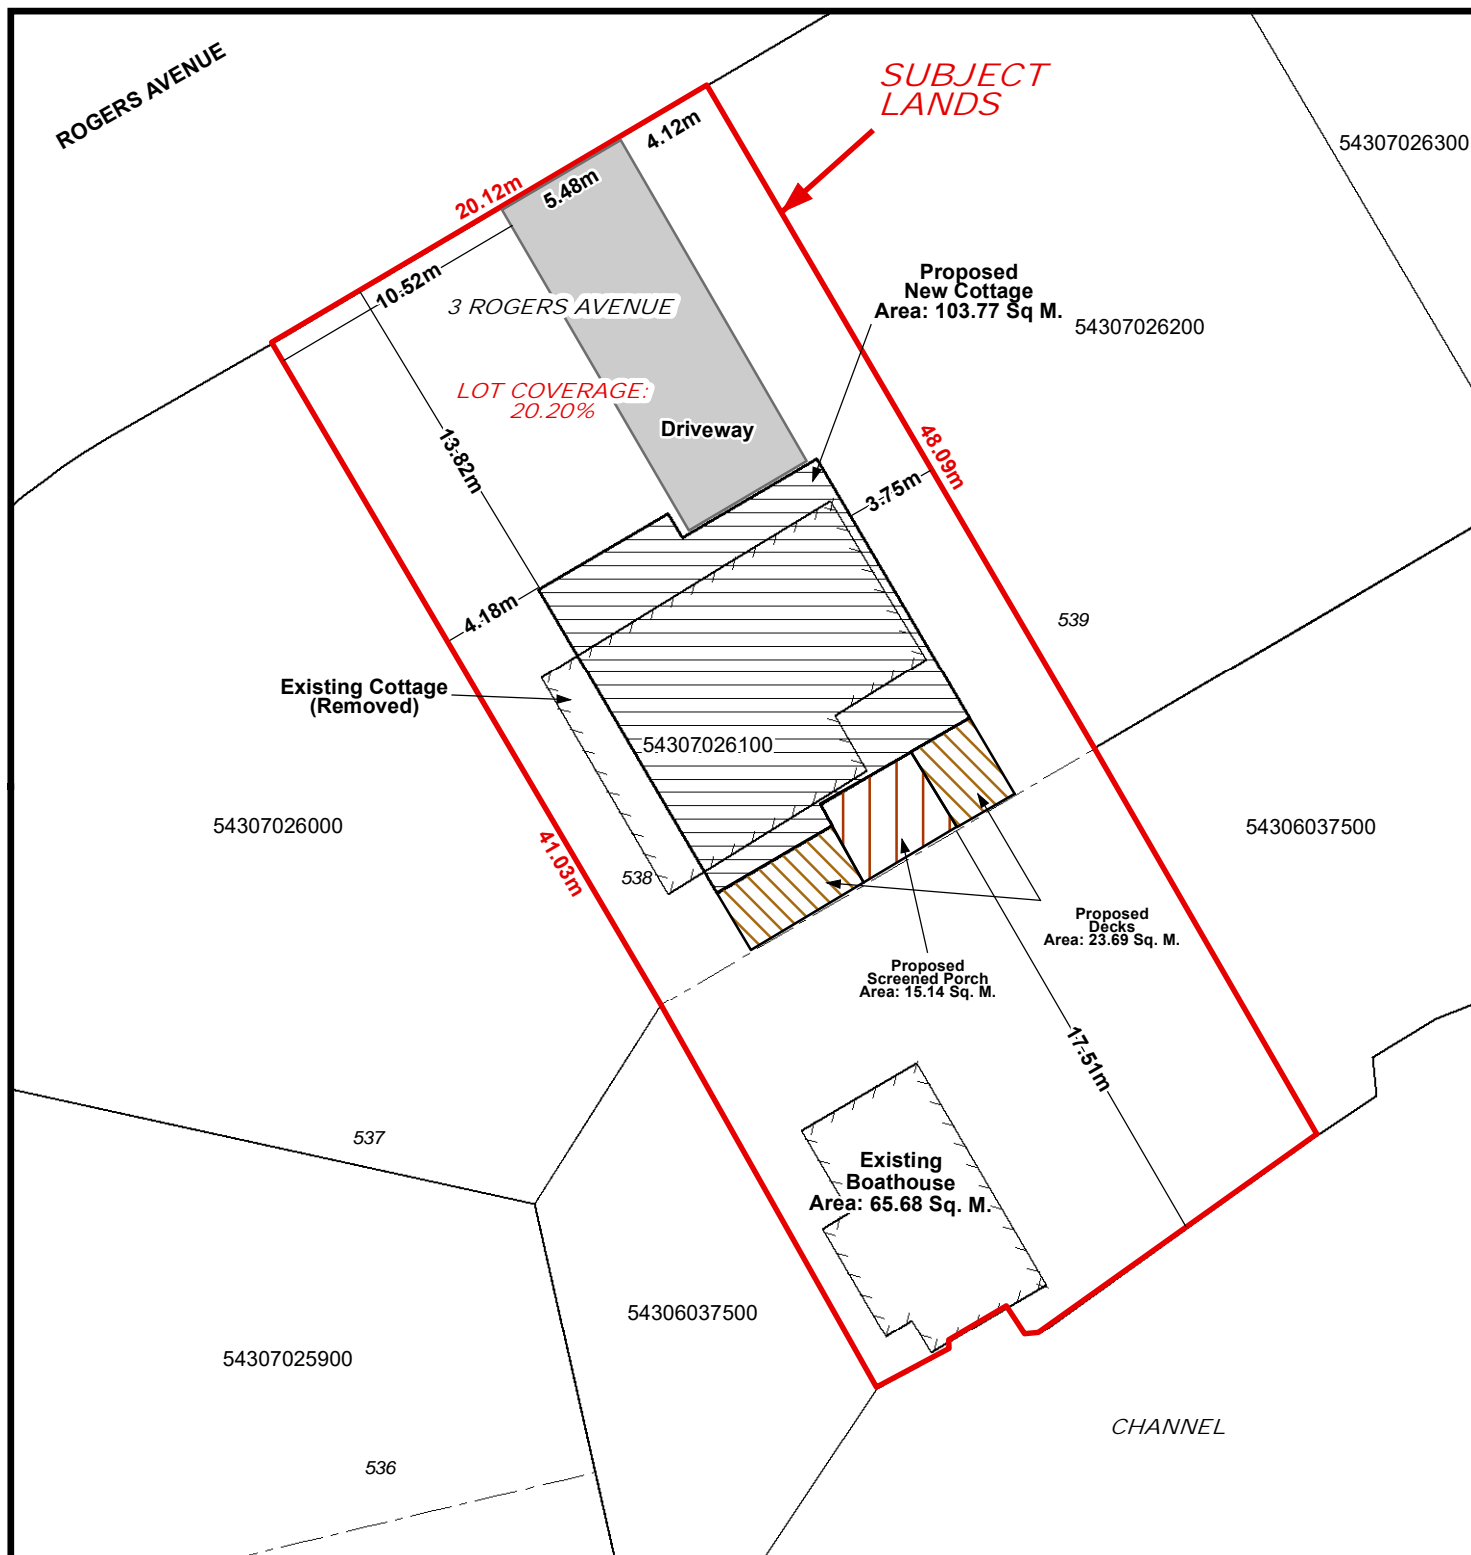 ROGERS AVENUE
SUBJECT
LANDS
54307026300
4.12m
20.12m
5.48m
10.52m
3 ROGERS AVENUE
Proposed
New Cottage
Area: 103.77 Sq M.
54307026200
LOT COVERAGE:
20.20%
Driveway
13.82m
48.09m
3.75m
4.18m
539
Existing Cottage
(Removed)
54307026100
54307026000
54306037500
41.03m
538
Proposed
Decks
Area: 23.69 Sq. M.
Proposed
Screened Porch
Area: 15.14 Sq. M.
17.51m
537
Existing
Boathouse
Area: 65.68 Sq. M.
54306037500
54307025900
CHANNEL
536